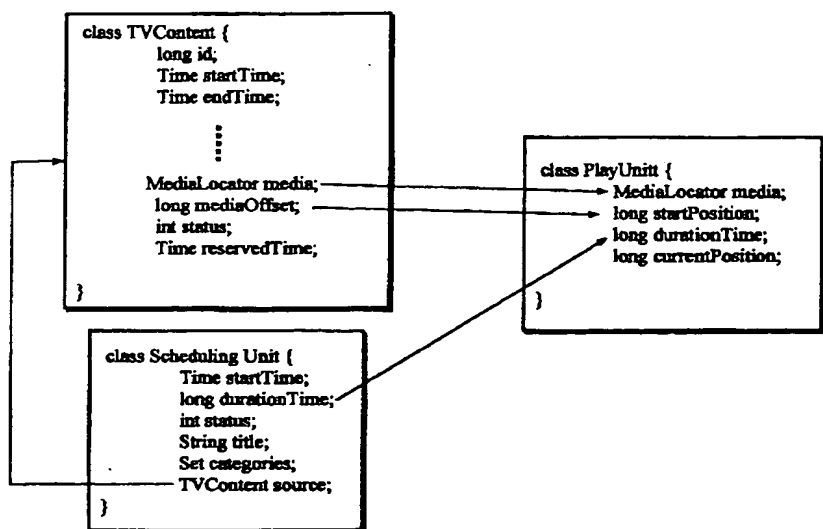 class TVContent {
long id;
Time startTime;
Time endTime;
MediaLocator media;
long mediaOffset;
int status;
Time reservedTime;
}
class PlayUnitt {
MediaLocator media;
long startPosition;
long durationTime;
long currentPosition;
}
class Scheduling Unit {
Time startTime;
long durationTime;
int status;
String title;
Set categories;
TVContent source;
}